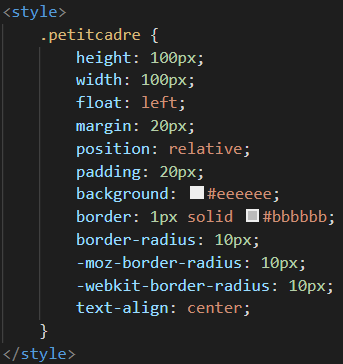 <style>
.petitcadre {
height: 100px;
width: 100px;
float: left;
margin: 20px;
position: relative;
padding: 20px;
background: #eeeeee;
border: 1px solid #bbbbbb;
border-radius: 10px;
-moz-border-radius: 10px;
-webkit-border-radius: 10px;
text-align: center;
}
</style>